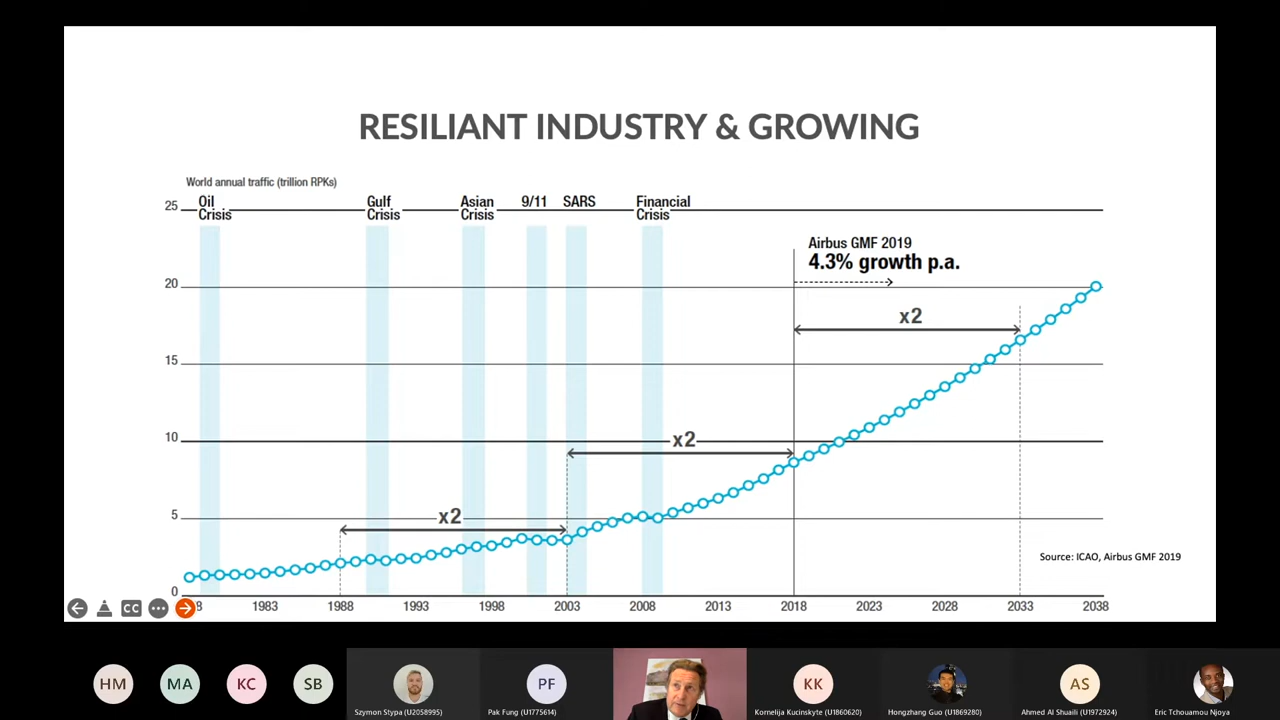 RESILIANT INDUSTRY & GROWING
World annual traffic (trillion RPKs)
Oil
Crisis
Gulf
Crisis
Asian
Crisis
9/11
SARS
Financial
Crisis
25
20
15
10
5
0
Airbus GMF 2019
4.3% growth p.a.
x2
x2
x2
Source: ICAO, Airbus GMF 2019
8 1983 1988 1993 1998 2003 2008 2013 2018 2023 2028 2033 2038
CC
HM
MA
KC
SB
PF
KK
AS
Szymon Stypa (U2058995)
Pak Fung (U1775614)
Kornelija Kucinskyte (U1860620)
Hongzhang Guo (U1869280)
Ahmed Al Shuaili (U1972924)
Eric Tchoumaou Njoya